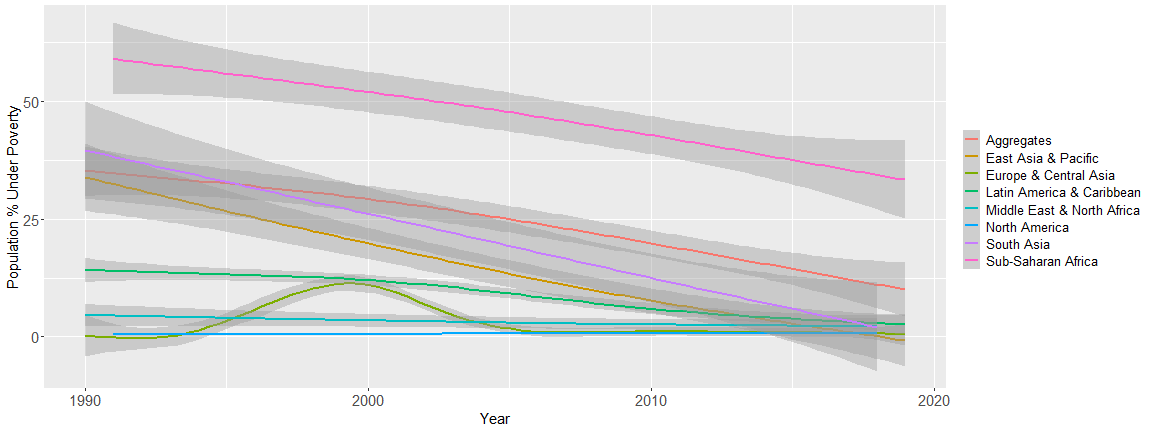 Population % Under Poverty
50
25
0
1990
2000
2010
2020
Year
Aggregates
East Asia & Pacific
Europe & Central Asia
Latin America & Caribbean
Middle East & North Africa
North America
South Asia
Sub-Saharan Africa